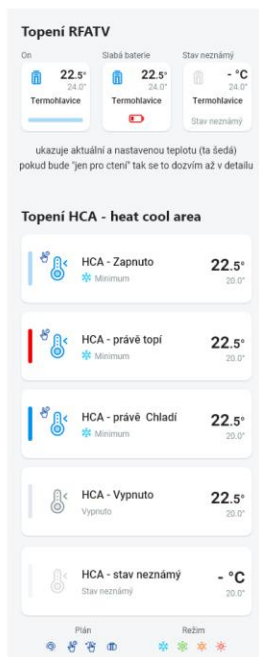 Topení RFATV
On Slabá baterie Stav neznámý
22.5° 22.5° - °C
24.0° 24.0° 24.0°
Termohlavice Termohlavice Termohlavice
Stav neznámý
ukazuje aktuální a nastavenou teplotu (ta šedá)
pokud bude "jen pro čtení" tak se to dozvím až v detailu
Topení HCA - heat cool area
HCA - Zapnuto 22.5°
Minimum 20.0°
HCA - právě topí 22.5°
Minimum 20.0°
HCA - právě Chladí 22.5°
Minimum 20.0°
HCA - Vypnuto 22.5°
Vypnuto 20.0°
HCA - stav neznámý - °C
Stav neznámý 20.0°
Plán Režim